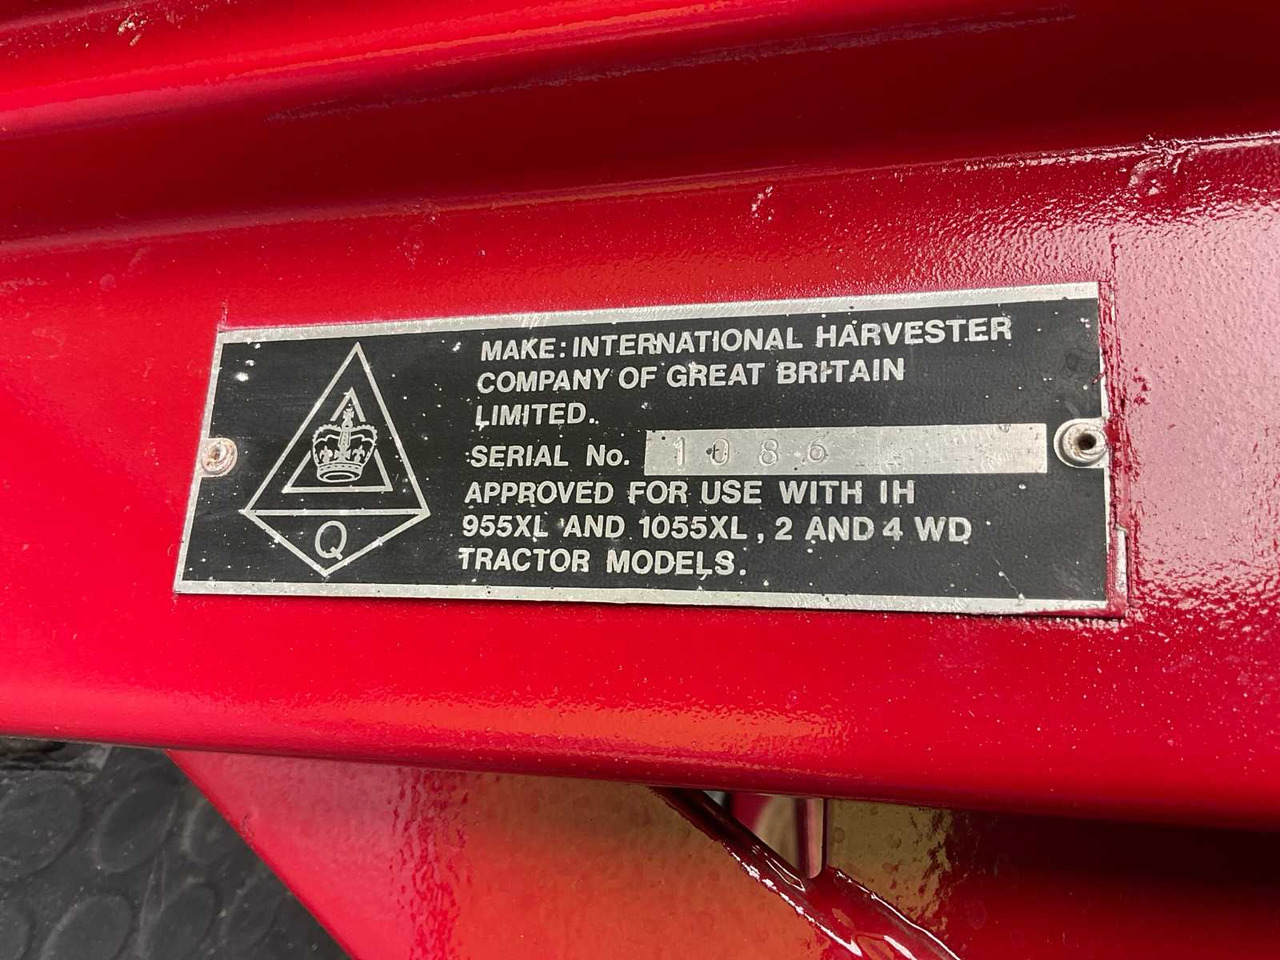 MAKE: INTERNATIONAL HARVESTER
COMPANY OF GREAT BRITAIN
LIMITED.
SERIAL No. 1086
APPROVED FOR USE WITH IH
955XL AND 1055XL, 2 AND 4 WD
TRACTOR MODELS.
Q